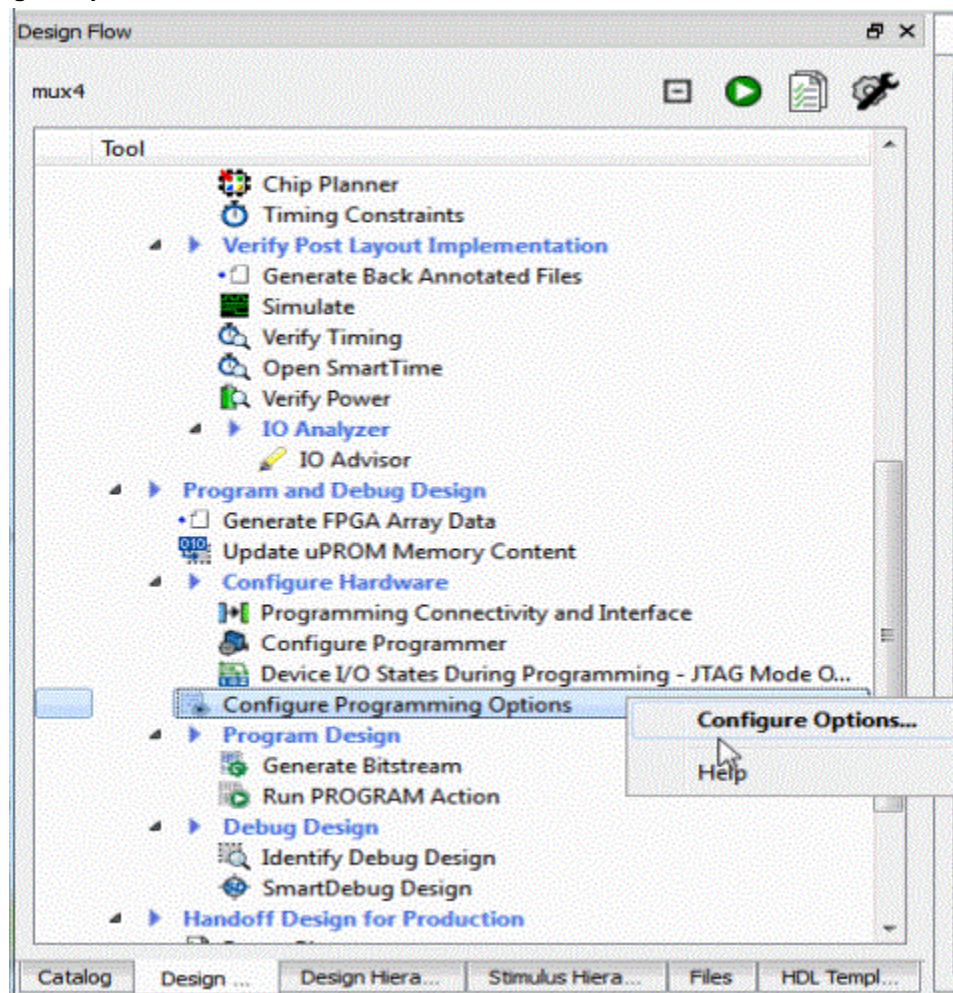 Design Flow
mux4
Tool
Chip Planner
Timing Constraints
Verify Post Layout Implementation
Generate Back Annotated Files
Simulate
Verify Timing
Open SmartTime
Verify Power
IO Analyzer
IO Advisor
Program and Debug Design
Generate FPGA Array Data
Update uPROM Memory Content
Configure Hardware
Programming Connectivity and Interface
Configure Programmer
Device I/O States During Programming - JTAG Mode O...
Configure Programming Options
Configure Options...
Program Design
Help
Generate Bitstream
Run PROGRAM Action
Debug Design
Identify Debug Design
SmartDebug Design
Handoff Design for Production
Catalog Design ... Design Hiera... Stimulus Hiera... Files HDL Templ...